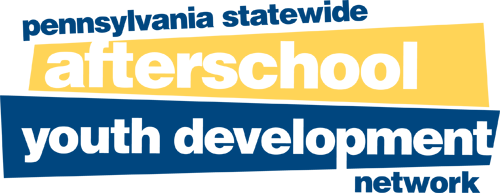 pennsylvania statewide
afterschool
youth development
network